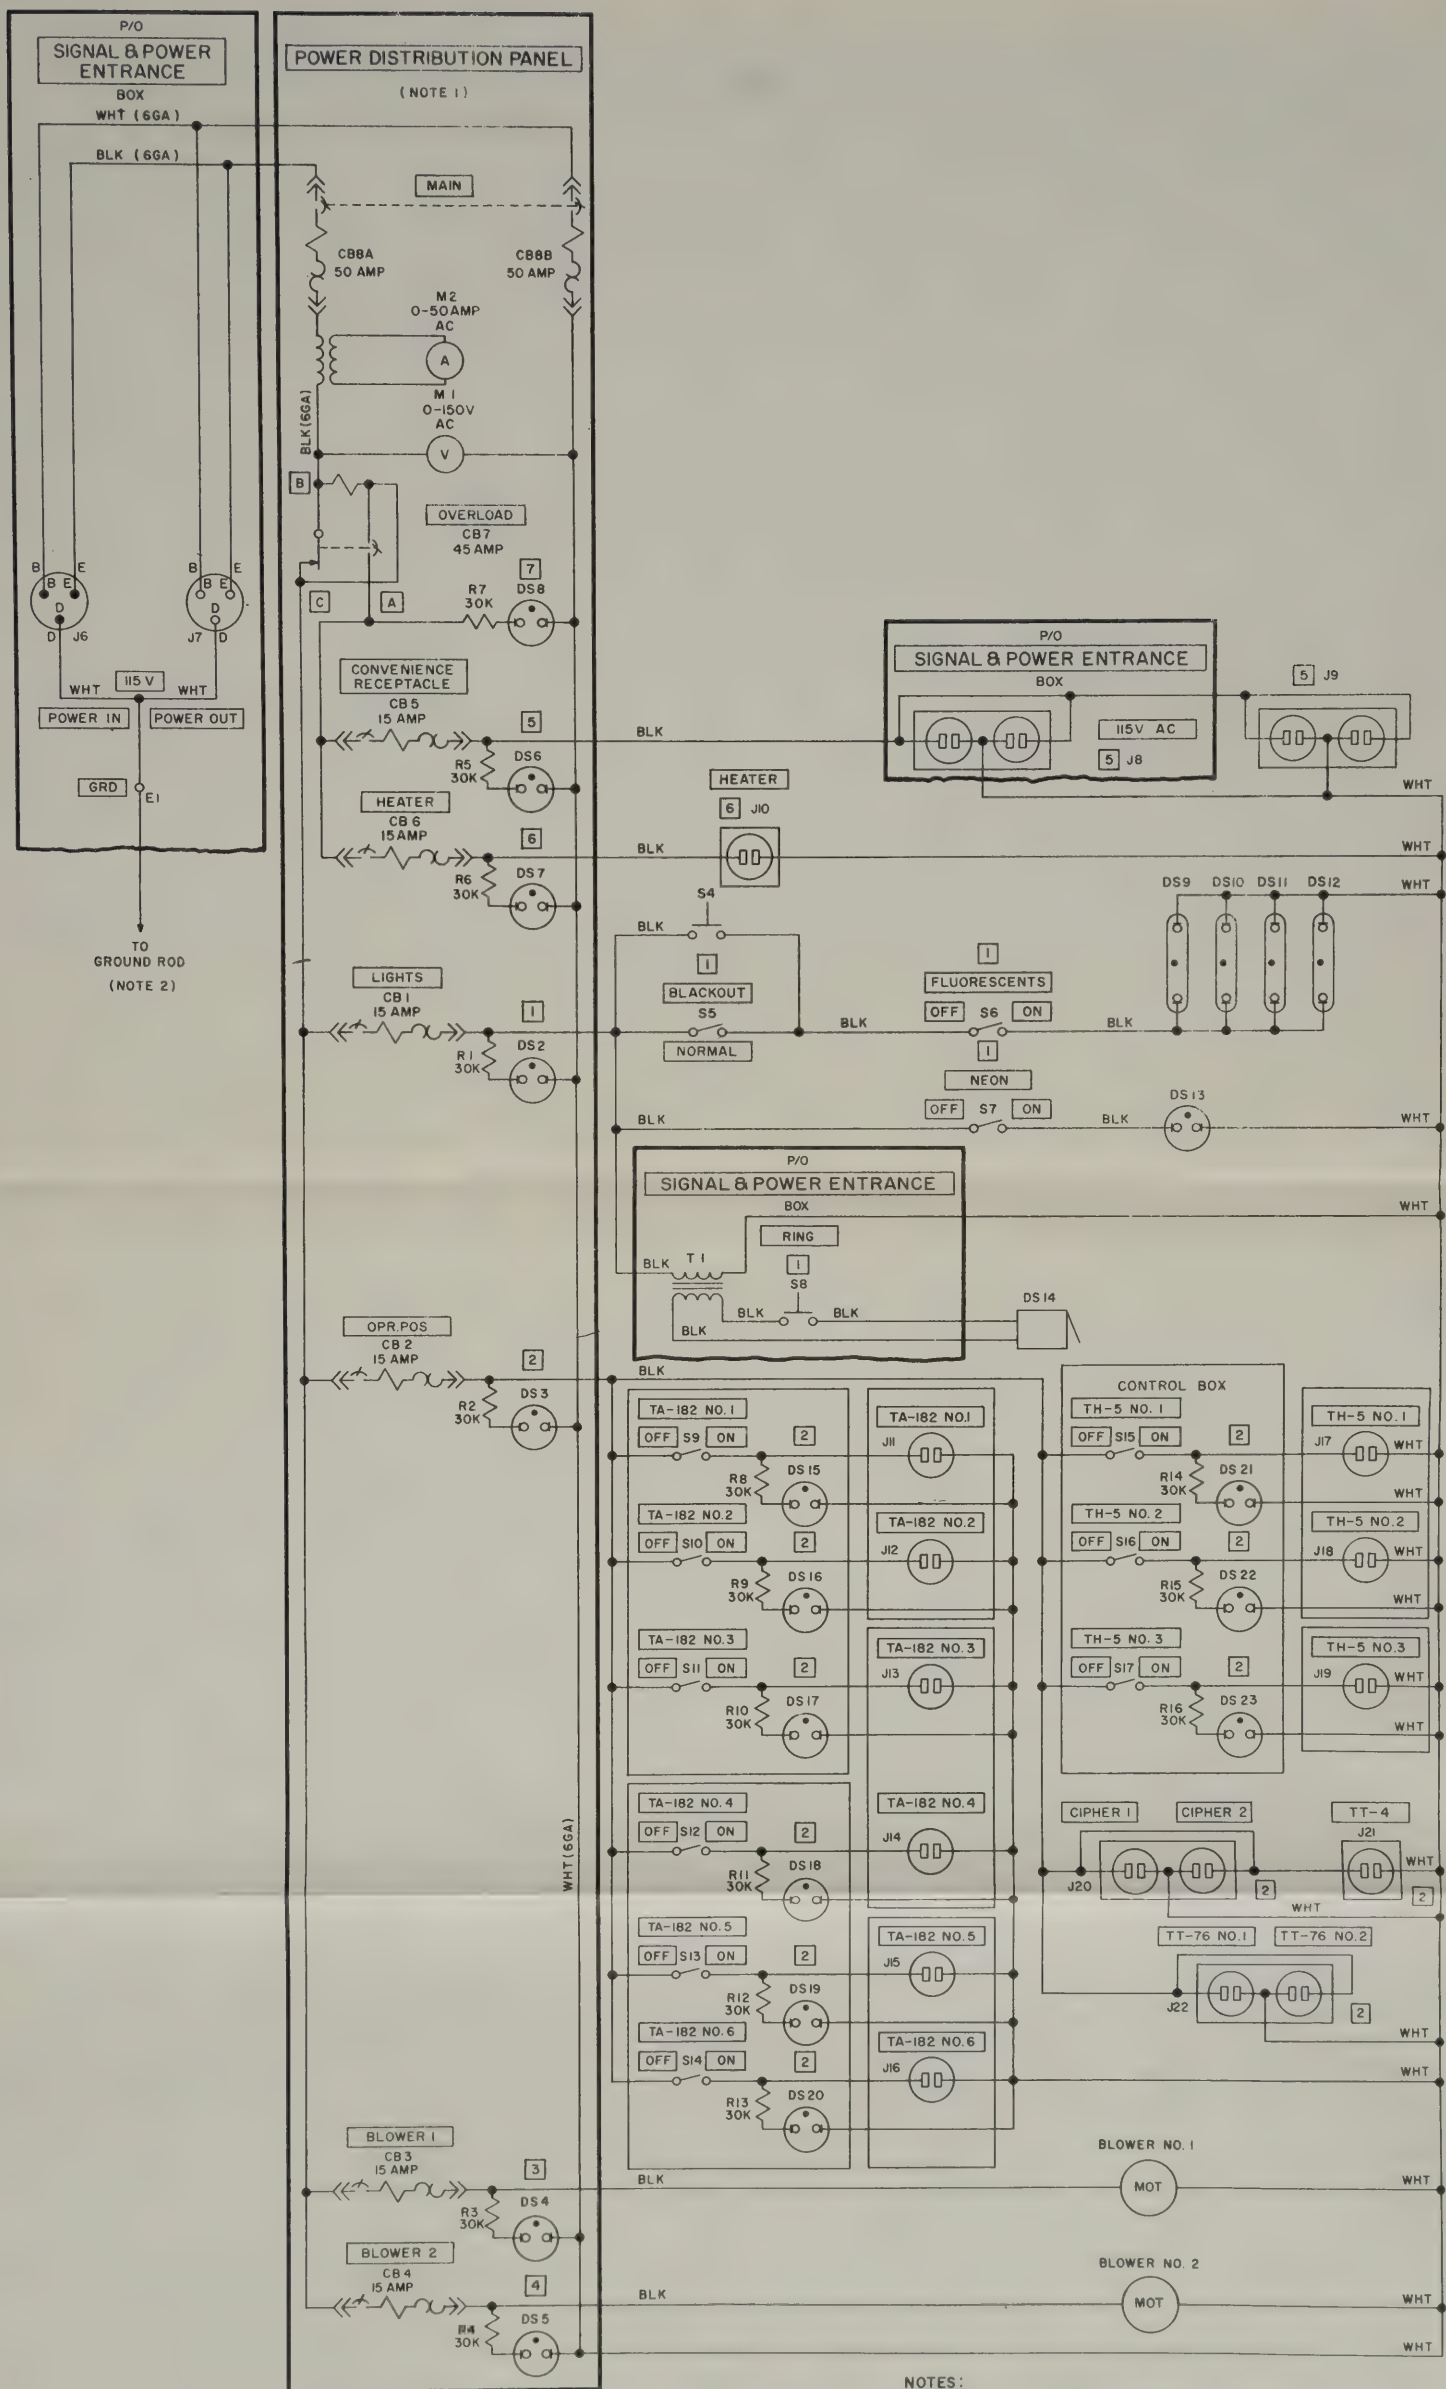 P/O
SIGNAL & POWER
ENTRANCE
BOX
WHT (6GA)
BLK (6GA)
B
E
B E
D
D
J6
B
E
B E
D
J7
D
WHT
115 V
WHT
POWER IN
POWER OUT
GRD
E1
TO
GROUND ROD
(NOTE 2)
POWER DISTRIBUTION PANEL
(NOTE 1)
MAIN
CB8A
50 AMP
CB8B
50 AMP
M2
0-50AMP
AC
A
BLK(6GA)
M1
0-150V
AC
V
B
OVERLOAD
CB7
45 AMP
C
A
R7
30K
7
DS8
CONVENIENCE
RECEPTACLE
CB5
15 AMP
5
R5
30K
DS6
HEATER
CB 6
15AMP
6
R6
30K
DS7
LIGHTS
CB1
15 AMP
1
R1
30K
DS2
OPR.POS
CB 2
15 AMP
2
R2
30K
DS3
WHT(6GA)
BLOWER 1
CB3
15 AMP
3
R3
30K
DS4
BLOWER 2
CB4
15 AMP
4
R4
30K
DS5
P/O
SIGNAL & POWER ENTRANCE
BOX
115V AC
5 J8
5 J9
BLK
WHT
HEATER
6 J10
BLK
WHT
S4
BLK
1
BLACKOUT
S5
NORMAL
BLK
1
FLUORESCENTS
OFF S6 ON
BLK
DS9 DS10 DS11 DS12
WHT
1
NEON
OFF S7 ON
BLK
BLK
DS13
WHT
P/O
SIGNAL & POWER ENTRANCE
BOX
WHT
RING
1
S8
BLK
T1
BLK
BLK
BLK
DS14
BLK
TA-182 NO.1
OFF S9 ON
2
R8
30K
DS15
TA-182 NO.1
J11
TA-182 NO.2
OFF S10 ON
2
R9
30K
DS16
TA-182 NO.2
J12
TA-182 NO.3
OFF S11 ON
2
R10
30K
DS17
TA-182 NO.3
J13
TA-182 NO.4
OFF S12 ON
2
R11
30K
DS18
TA-182 NO.4
J14
TA-182 NO.5
OFF S13 ON
2
R12
30K
DS19
TA-182 NO.5
J15
TA-182 NO.6
OFF S14 ON
2
R13
30K
DS20
TA-182 NO.6
J16
WHT
CONTROL BOX
TH-5 NO.1
OFF S15 ON
2
R14
30K
DS 21
TH-5 NO.1
J17
WHT
WHT
TH-5 NO.2
OFF S16 ON
2
R15
30K
DS 22
TH-5 NO.2
J18
WHT
WHT
TH-5 NO.3
OFF S17 ON
2
R16
30K
DS 23
TH-5 NO.3
J19
WHT
WHT
CIPHER 1
CIPHER 2
TT-4
J21
J20
2
WHT
2
WHT
TT-76 NO.1
TT-76 NO.2
J22
2
WHT
BLOWER NO. 1
BLK
MOT
WHT
BLOWER NO. 2
BLK
MOT
WHT
WHT
NOTES: